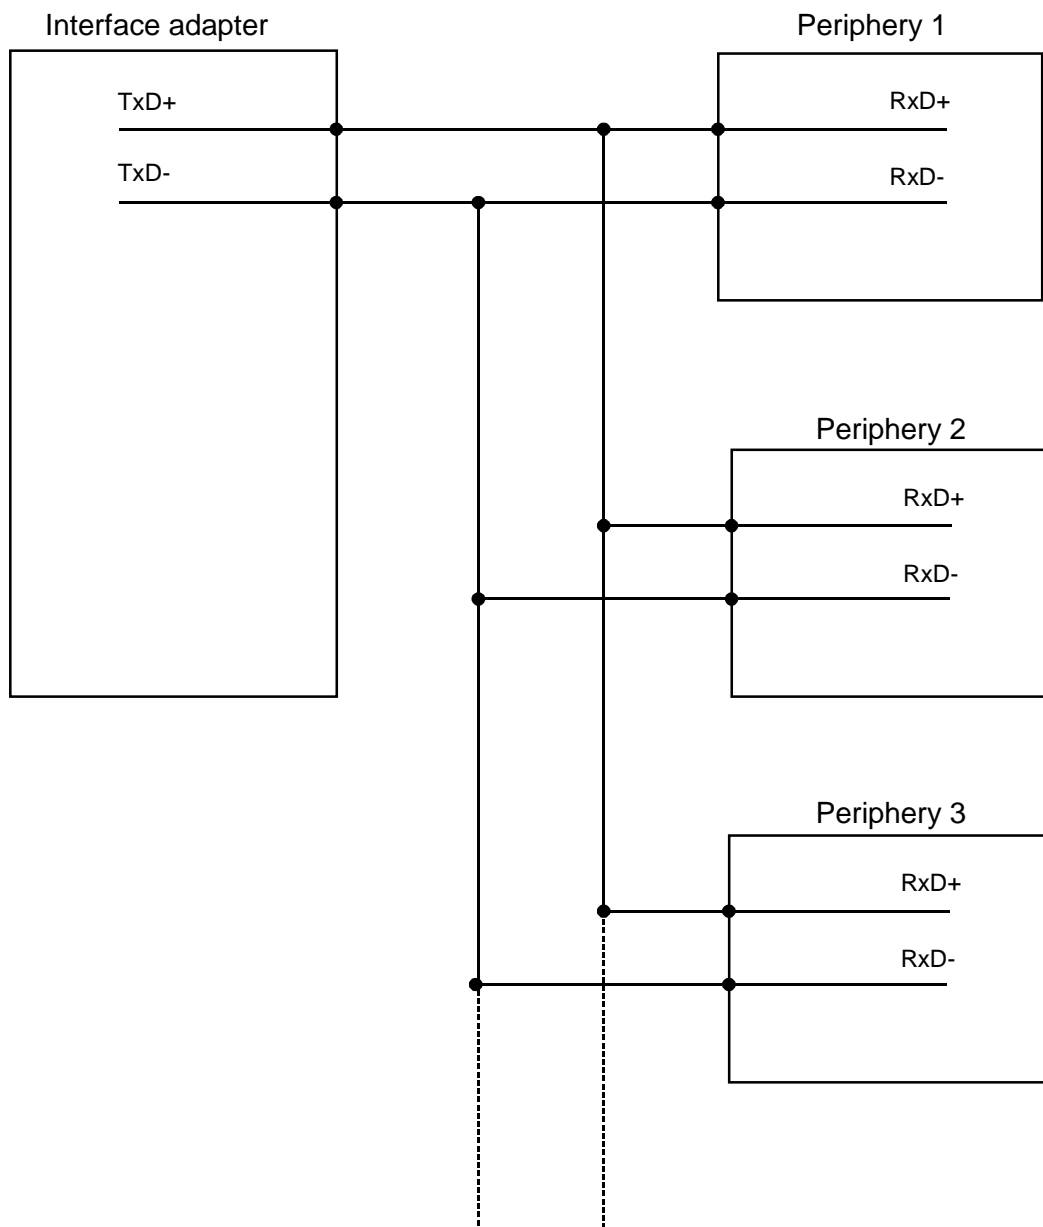 Interface adapter
Periphery 1
TxD+
RxD+
TxD-
RxD-
Periphery 2
RxD+
RxD-
Periphery 3
RxD+
RxD-